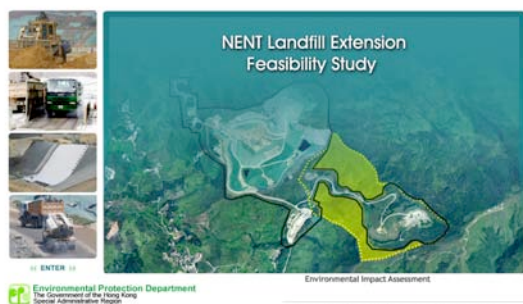 NENT Landfill Extension
Feasibility Study
ENTER
Environmental Impact Assessment
Environmental Protection Department
The Government of the Hong Kong
Special Administrative Region